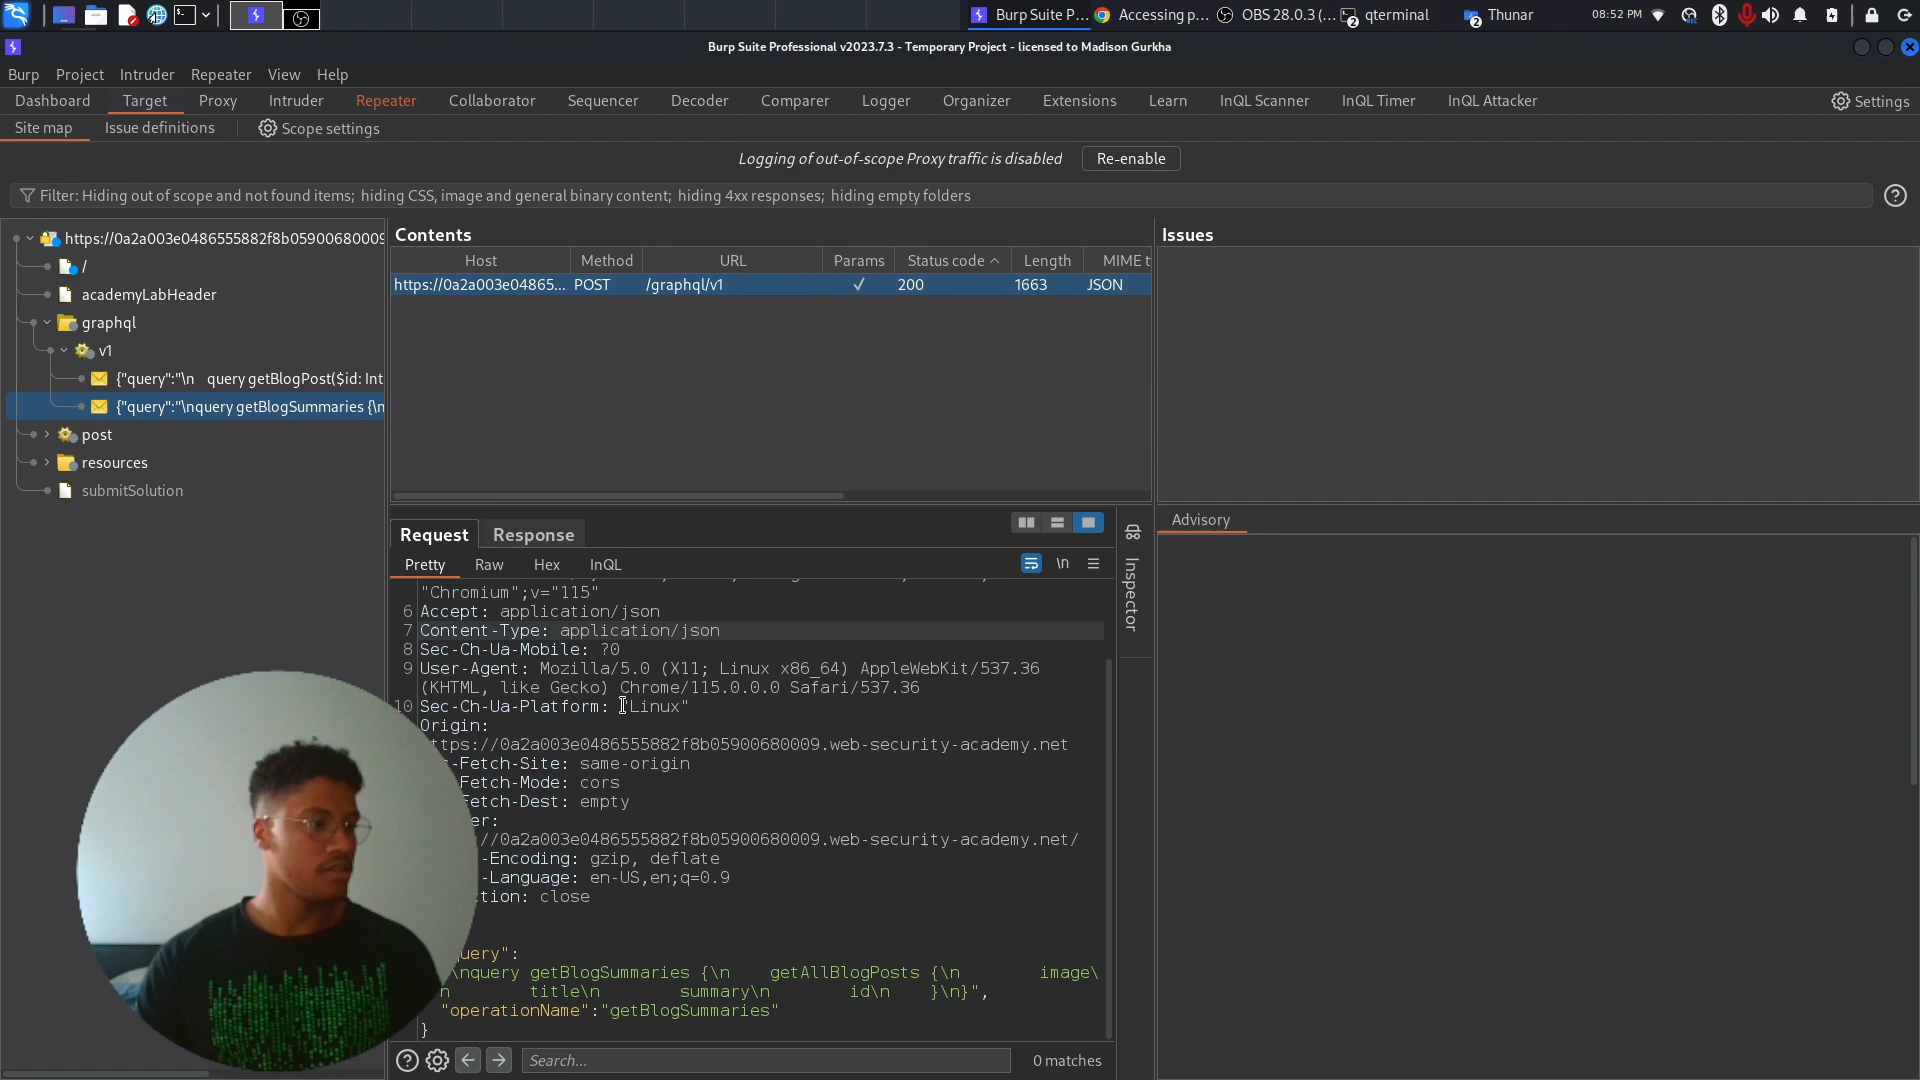 Burp Suite P...
Accessing p...
OBS 28.0.3 (...
2
qterminal
2
Thunar
08:52 PM
Burp Suite Professional v2023.7.3 - Temporary Project - licensed to Madison Gurkha
Burp Project Intruder Repeater View Help
Dashboard Target Proxy Intruder Repeater Collaborator Sequencer Decoder Comparer Logger Organizer Extensions Learn InQL Scanner InQL Timer InQL Attacker Settings
Site map Issue definitions Scope settings
Logging of out-of-scope Proxy traffic is disabled Re-enable
Filter: Hiding out of scope and not found items; hiding CSS, image and general binary content; hiding 4xx responses; hiding empty folders
https://0a2a003e0486555882f8b05900680009
/
academyLabHeader
graphql
v1
{"query":"\n query getBlogPost($id: Int
{"query":"\nquery getBlogSummaries {\n
post
resources
submitSolution
Contents
Host Method URL Params Status code Length MIME t
https://0a2a003e04865... POST /graphql/v1 ✓ 200 1663 JSON
Issues
Advisory
Request Response
Pretty Raw Hex InQL \n
Inspector
"Chromium";v="115"
6 Accept: application/json
7 Content-Type: application/json
8 Sec-Ch-Ua-Mobile: ?0
9 User-Agent: Mozilla/5.0 (X11; Linux x86_64) AppleWebKit/537.36
(KHTML, like Gecko) Chrome/115.0.0.0 Safari/537.36
10 Sec-Ch-Ua-Platform: "Linux"
Origin:
ttps://0a2a003e0486555882f8b05900680009.web-security-academy.net
-Fetch-Site: same-origin
Fetch-Mode: cors
etch-Dest: empty
er:
//0a2a003e0486555882f8b05900680009.web-security-academy.net/
-Encoding: gzip, deflate
-Language: en-US,en;q=0.9
ction: close
uery":
\nquery getBlogSummaries {\n getAllBlogPosts {\n image\
n title\n summary\n id\n }\n}",
"operationName":"getBlogSummaries"
}
Search... 0 matches